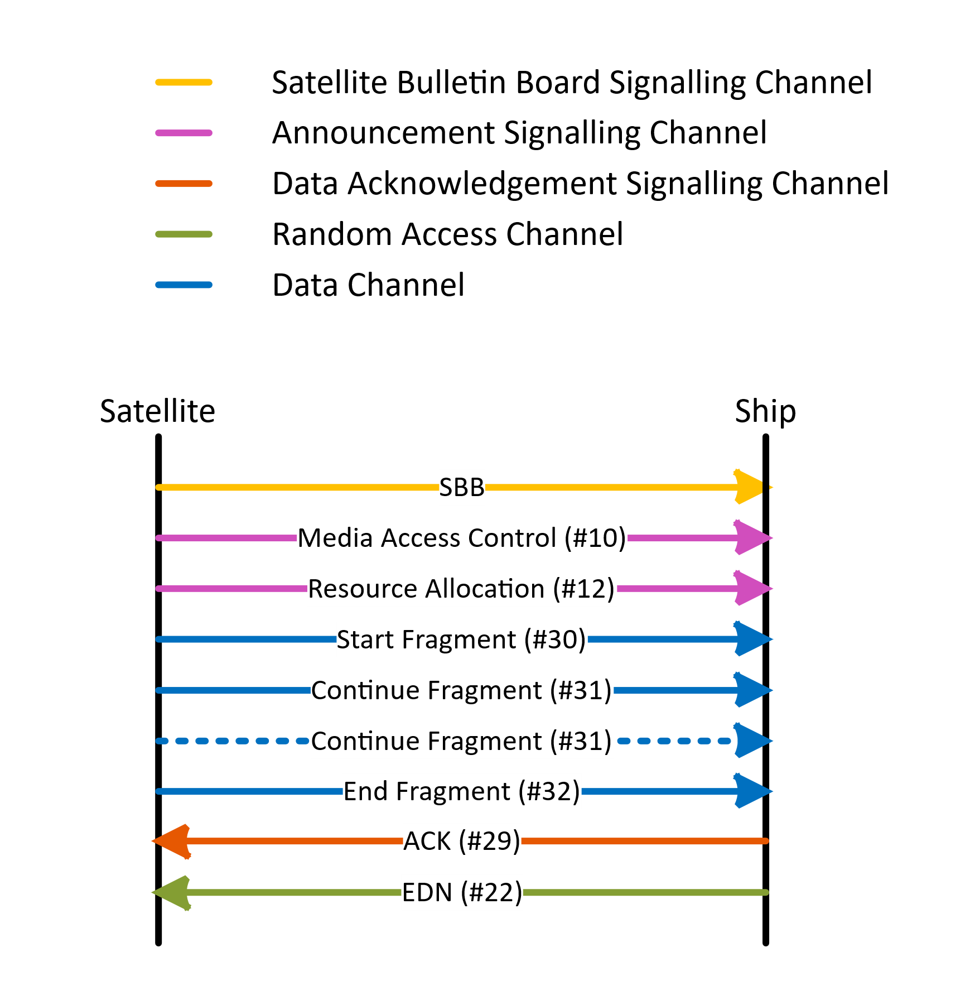 Satellite Bulletin Board Signalling Channel
Announcement Signalling Channel
Data Acknowledgement Signalling Channel
Random Access Channel
Data Channel
Satellite
Ship
SBB
Media Access Control (#10)
Resource Allocation (#12)
Start Fragment (#30)
Continue Fragment (#31)
Continue Fragment (#31)
End Fragment (#32)
ACK (#29)
EDN (#22)